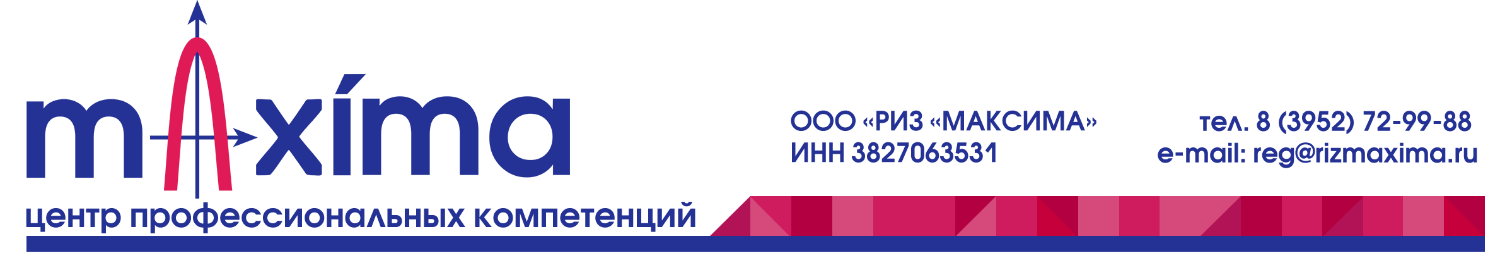 mAxíma
центр профессиональных компетенций
ООО «РИЗ «МАКСИМА»
ИНН 3827063531
тел. 8 (3952) 72-99-88
e-mail: reg@rizmaxima.ru